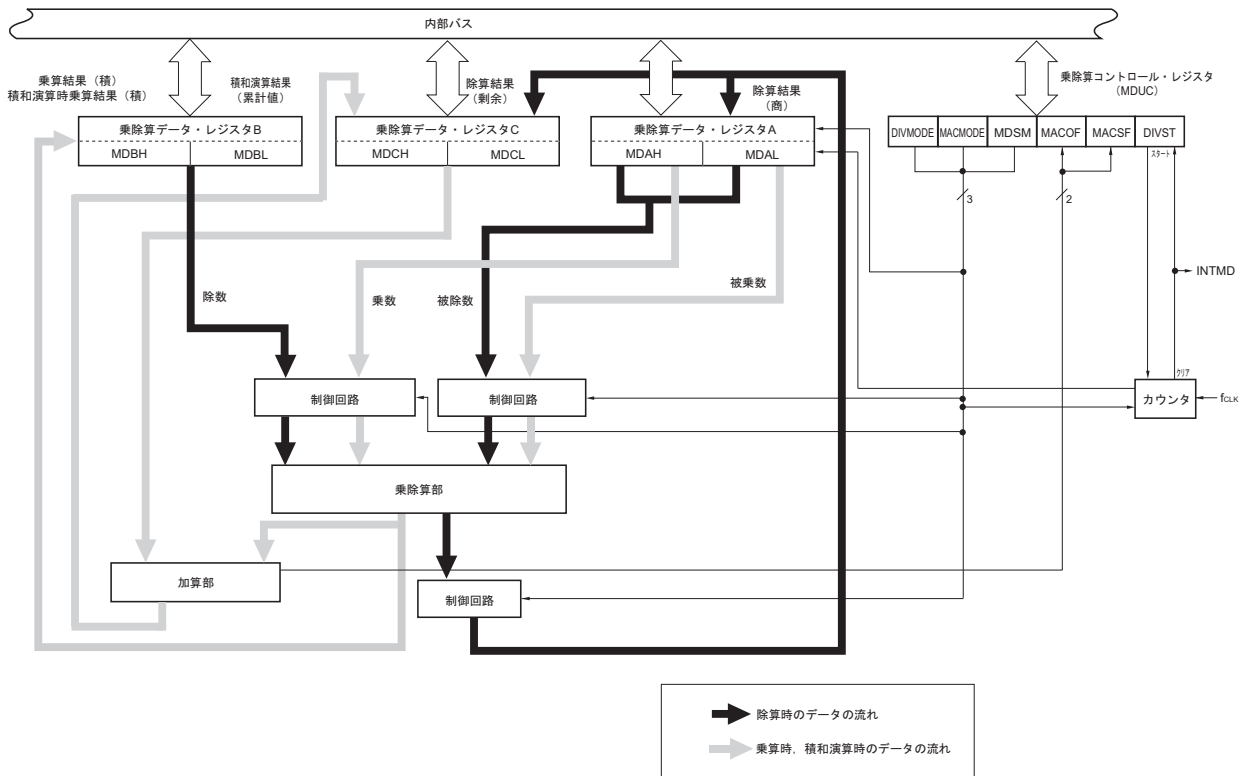 内部バス
乗算結果（積）
積和演算時乗算結果（積）
積和演算結果
（累計値）
除算結果
（剰余）
除算結果
（商）
乗除算コントロール・レジスタ
（MDUC）
乗除算データ・レジスタB
MDBH
MDBL
乗除算データ・レジスタC
MDCH
MDCL
乗除算データ・レジスタA
MDAH
MDAL
DIVMODE
MACMODE
MDSM
MACOF
MACSF
DIVST
スタート
3
2
INTMD
除数
乗数
被除数
被乗数
クリア
制御回路
制御回路
カウンタ
fCLK
乗除算部
加算部
制御回路
除算時のデータの流れ
乗算時，積和演算時のデータの流れ